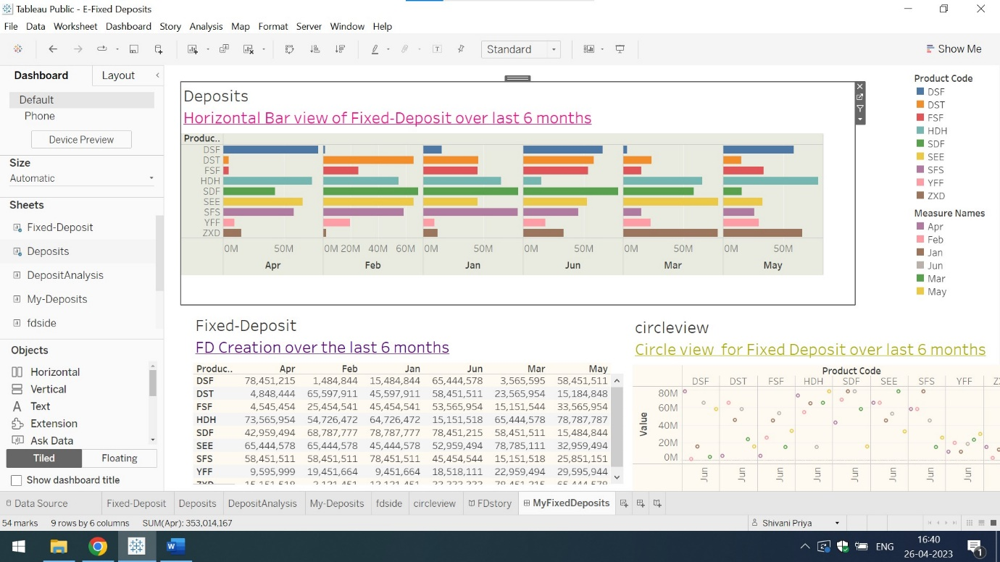 Tableau Public - E-Fixed Deposits
File Data Worksheet Dashboard Story Analysis Map Format Server Window Help
Standard
Show Me
Dashboard Layout
Default
Phone
Device Preview
Size
Automatic
Sheets
Fixed-Deposit
Deposits
DepositAnalysis
My-Deposits
fdside
Objects
Horizontal
Vertical
Text
Extension
Ask Data
Tiled Floating
Show dashboard title
Deposits
Horizontal Bar view of Fixed-Deposit over last 6 months
Produc..
DSF
DST
FSF
HDH
SDF
SEE
SFS
YFF
ZXD
0M 50M 0M 20M 40M 60M 0M 50M 0M 50M 0M 50M 0M 50M
Apr Feb Jan Jun Mar May
Product Code
DSF
DST
FSF
HDH
SDF
SEE
SFS
YFF
ZXD
Measure Names
Apr
Feb
Jan
Jun
Mar
May
Fixed-Deposit
FD Creation over the last 6 months
Produc.. Apr Feb Jan Jun Mar May
DSF 78,451,215 1,484,844 15,484,844 65,444,578 3,565,595 58,451,511
DST 4,848,444 65,597,911 45,597,911 58,451,511 23,565,954 15,184,848
FSF 4,545,454 25,454,541 45,454,541 53,565,954 15,151,544 33,565,954
HDH 73,565,954 54,726,472 64,726,472 15,151,518 65,444,578 78,787,787
SDF 42,959,494 68,787,777 78,787,777 78,451,215 58,451,511 15,484,844
SEE 65,444,578 65,444,578 45,444,578 52,959,494 78,785,111 32,959,494
SFS 58,451,511 58,451,511 78,451,511 45,454,544 15,151,518 25,851,151
YFF 9,595,999 19,451,664 9,451,664 18,518,111 22,959,494 29,595,944
circleview
Circle view for Fixed Deposit over last 6 months
Product Code
DSF DST FSF HDH SDF SEE SFS YFF
80M
60M
40M
20M
0M
Value
Jun Jun Jun Jun Jun Jun Jun Jun
Data Source Fixed-Deposit Deposits DepositAnalysis My-Deposits fdside circleview FDstory MyFixedDeposits
54 marks 9 rows by 6 columns SUM(Apr): 353,014,167 Shivani Priya
ENG
16:40
26-04-2023
1